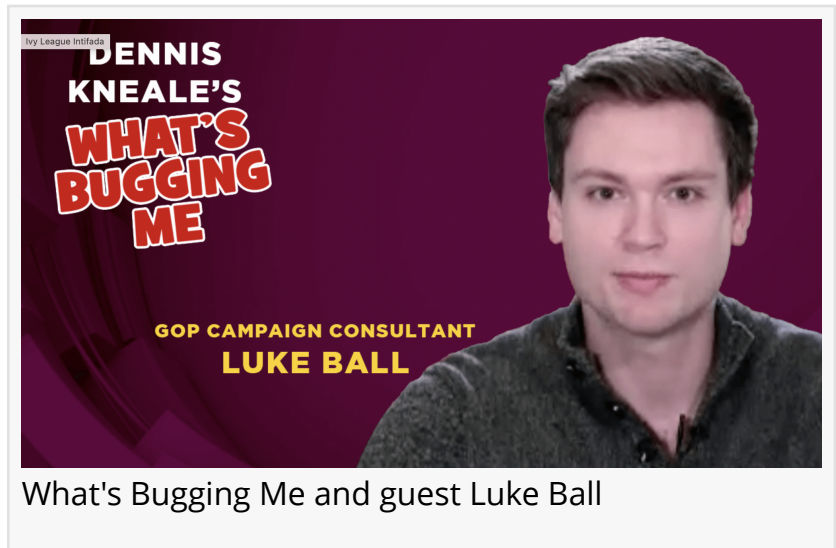 Ivy League Intifada
DENNIS
KNEALE'S
WHAT'S
BUGGING
ME
GOP CAMPAIGN CONSULTANT
LUKE BALL
What's Bugging Me and guest Luke Ball